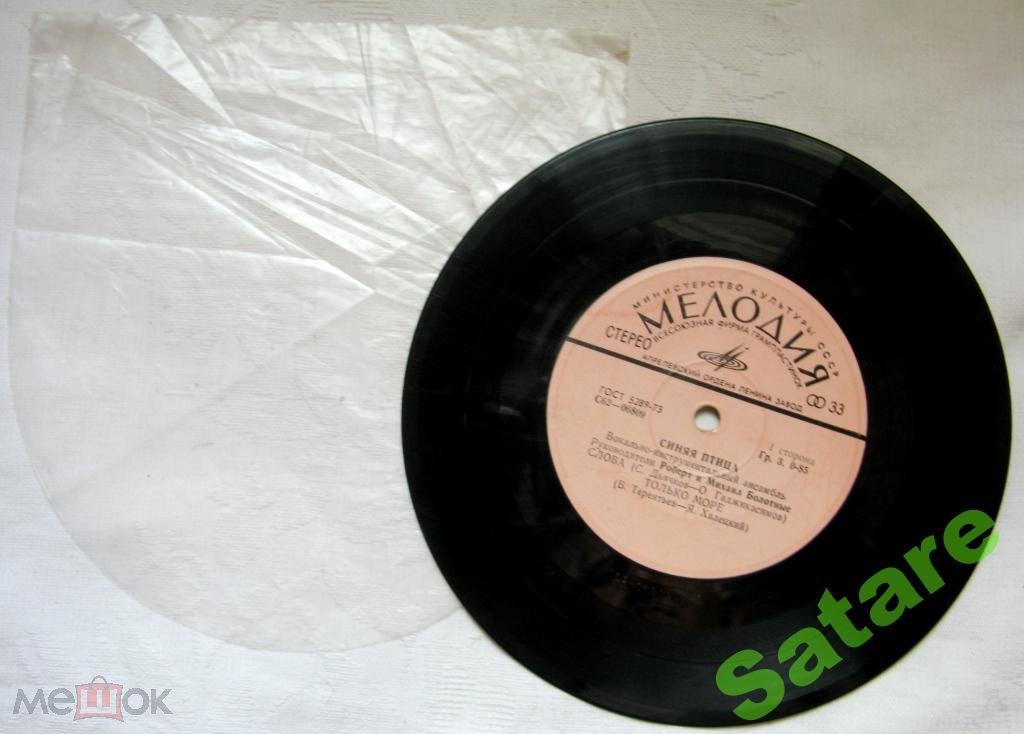 МИНИСТЕРСТВО КУЛЬТУРЫ СССР
МЕЛОДИЯ
ВСЕСОЮЗНАЯ ФИРМА ГРАМПЛАСТИНОК
СТЕРЕО
АПРЕЛЕВСКИЙ ОРДЕНА ЛЕНИНА ЗАВОД
33
ГОСТ 5289-73
С62—06809
1 сторона
Гр. 3. 0-85
СИНЯЯ ПТИЦА
Вокально-инструментальный ансамбль
Руководители Роберт и Михаил Болотные
СЛОВА (С. Дьячков—О. Гаджикасимов)
ТОЛЬКО МОРЕ
(Б. Терентьев—Я. Халецкий)
Satare
мешок